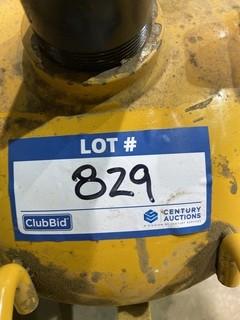 LOT #
829
ClubBid
CENTURY
AUCTIONS